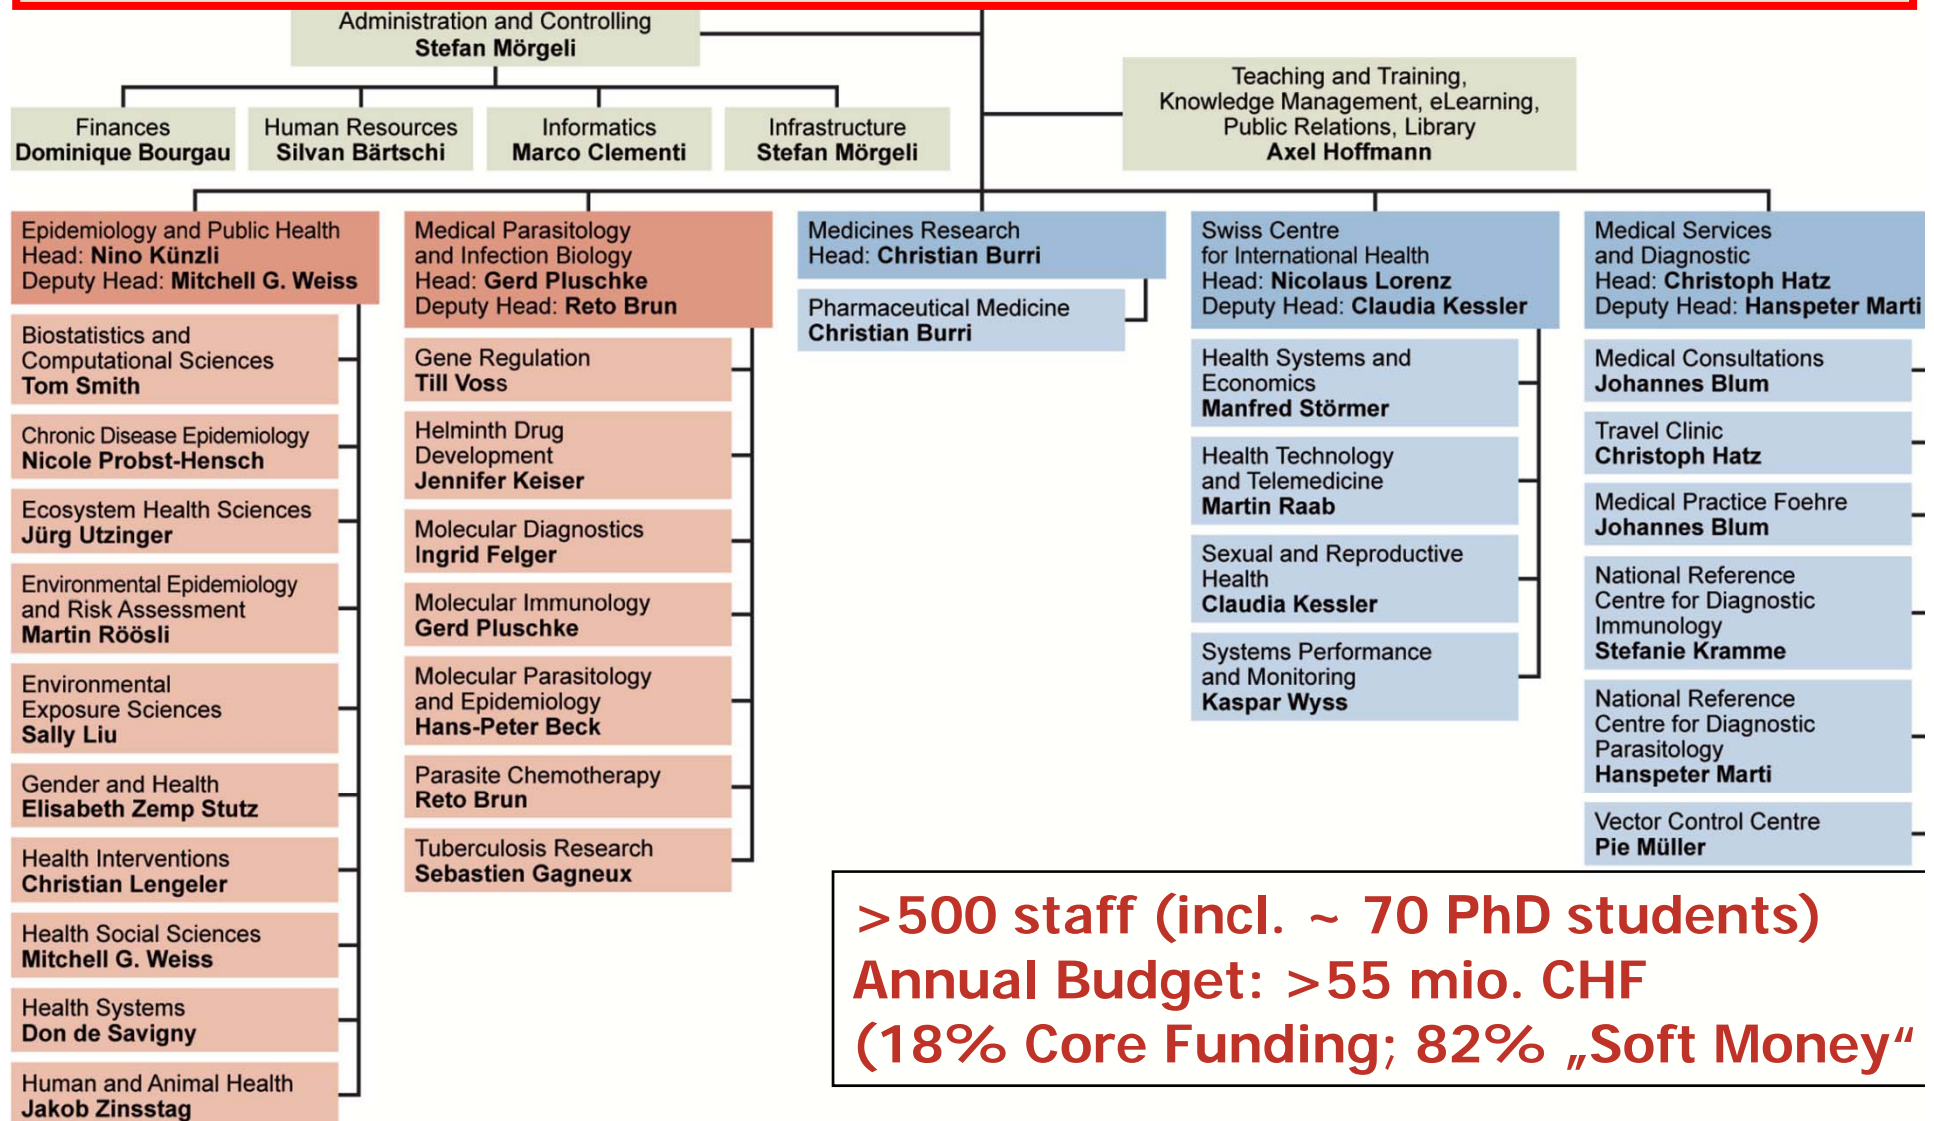 Administration and Controlling
Stefan Mörgeli
Teaching and Training,
Knowledge Management, eLearning,
Public Relations, Library
Axel Hoffmann
Finances
Dominique Bourgau
Human Resources
Silvan Bärtschi
Informatics
Marco Clementi
Infrastructure
Stefan Mörgeli
Epidemiology and Public Health
Head: Nino Künzli
Deputy Head: Mitchell G. Weiss
Biostatistics and
Computational Sciences
Tom Smith
Chronic Disease Epidemiology
Nicole Probst-Hensch
Ecosystem Health Sciences
Jürg Utzinger
Environmental Epidemiology
and Risk Assessment
Martin Röösli
Environmental
Exposure Sciences
Sally Liu
Gender and Health
Elisabeth Zemp Stutz
Health Interventions
Christian Lengeler
Health Social Sciences
Mitchell G. Weiss
Health Systems
Don de Savigny
Human and Animal Health
Jakob Zinsstag
Medical Parasitology
and Infection Biology
Head: Gerd Pluschke
Deputy Head: Reto Brun
Gene Regulation
Till Voss
Helminth Drug
Development
Jennifer Keiser
Molecular Diagnostics
Ingrid Felger
Molecular Immunology
Gerd Pluschke
Molecular Parasitology
and Epidemiology
Hans-Peter Beck
Parasite Chemotherapy
Reto Brun
Tuberculosis Research
Sebastien Gagneux
Medicines Research
Head: Christian Burri
Pharmaceutical Medicine
Christian Burri
Swiss Centre
for International Health
Head: Nicolaus Lorenz
Deputy Head: Claudia Kessler
Health Systems and
Economics
Manfred Störmer
Health Technology
and Telemedicine
Martin Raab
Sexual and Reproductive
Health
Claudia Kessler
Systems Performance
and Monitoring
Kaspar Wyss
Medical Services
and Diagnostic
Head: Christoph Hatz
Deputy Head: Hanspeter Marti
Medical Consultations
Johannes Blum
Travel Clinic
Christoph Hatz
Medical Practice Foehre
Johannes Blum
National Reference
Centre for Diagnostic
Immunology
Stefanie Kramme
National Reference
Centre for Diagnostic
Parasitology
Hanspeter Marti
Vector Control Centre
Pie Müller
>500 staff (incl. ~ 70 PhD students)
Annual Budget: >55 mio. CHF
(18% Core Funding; 82% „Soft Money“